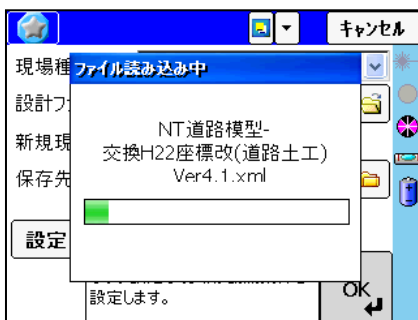 キャンセル
現場種
ファイル読み込み中
設計フ
新規現
保存先
NT道路模型-
交換H22座標改(道路土工)
Ver4.1.xml
設定
設定します。
OK